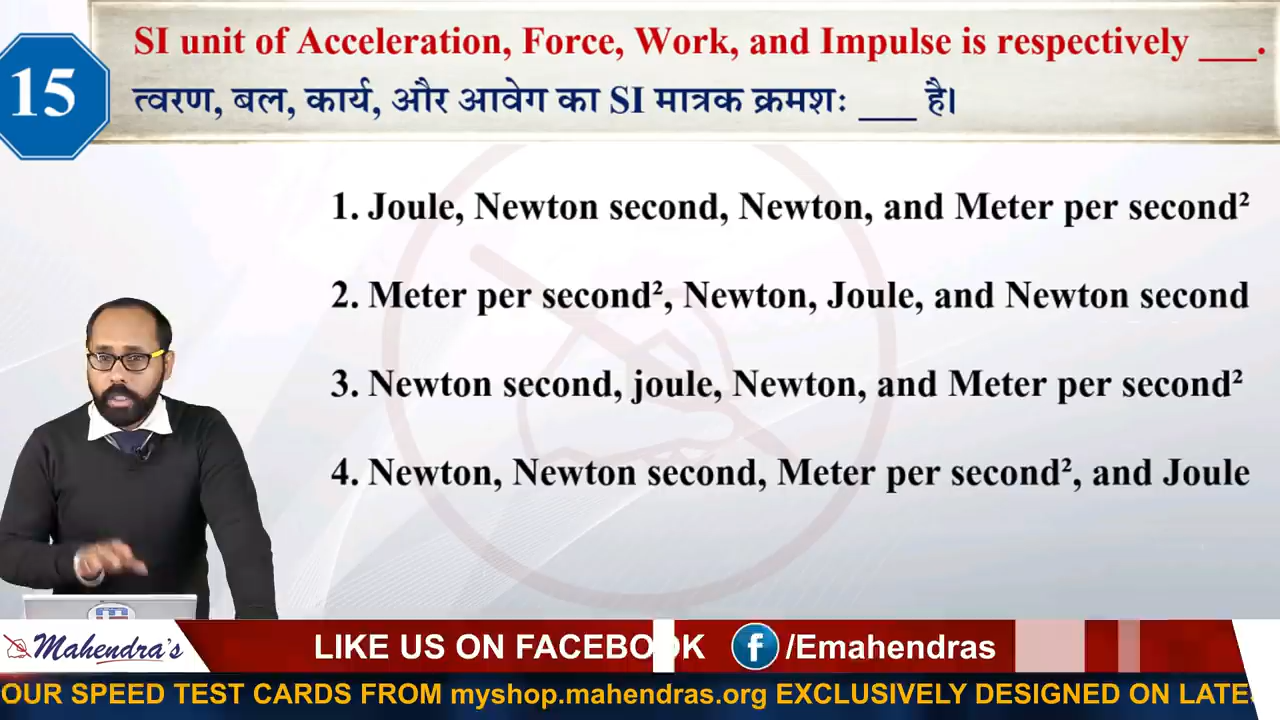 15
SI unit of Acceleration, Force, Work, and Impulse is respectively ___.
त्वरण, बल, कार्य, और आवेग का SI मात्रक क्रमशः ___ है।
1. Joule, Newton second, Newton, and Meter per second²
2. Meter per second², Newton, Joule, and Newton second
3. Newton second, joule, Newton, and Meter per second²
4. Newton, Newton second, Meter per second², and Joule
Mahendra's
LIKE US ON FACEBOOK f /Emahendras
OUR SPEED TEST CARDS FROM myshop.mahendras.org EXCLUSIVELY DESIGNED ON LATE